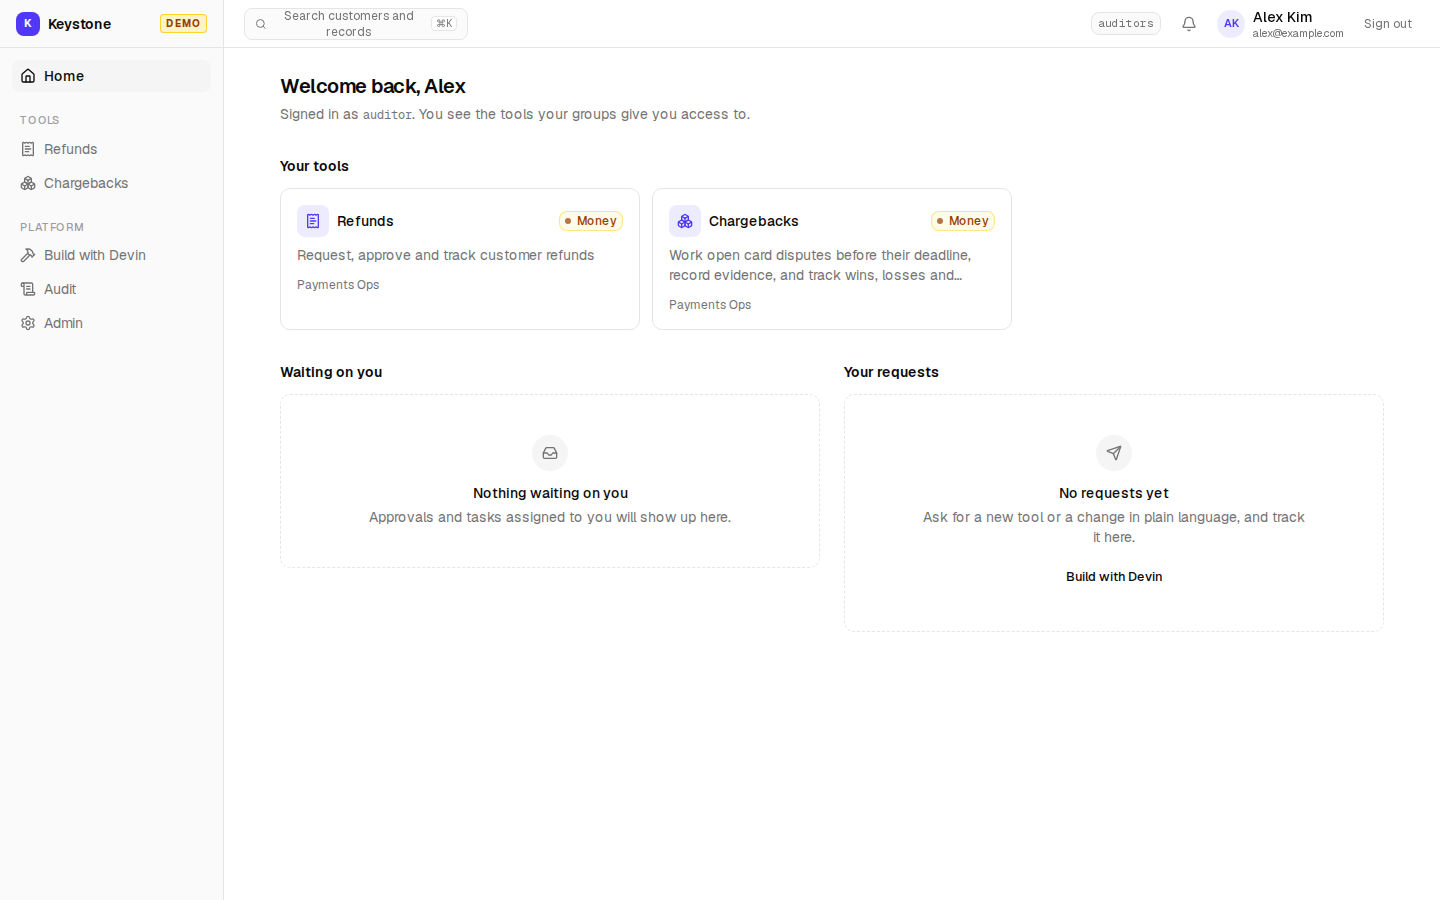 K Keystone DEMO
Search customers and
records
⌘K
auditors
AK
Alex Kim
alex@example.com
Sign out
Home
TOOLS
Refunds
Chargebacks
PLATFORM
Build with Devin
Audit
Admin
Welcome back, Alex
Signed in as auditor. You see the tools your groups give you access to.
Your tools
Refunds
Money
Request, approve and track customer refunds
Payments Ops
Chargebacks
Money
Work open card disputes before their deadline,
record evidence, and track wins, losses and…
Payments Ops
Waiting on you
Nothing waiting on you
Approvals and tasks assigned to you will show up here.
Your requests
No requests yet
Ask for a new tool or a change in plain language, and track
it here.
Build with Devin